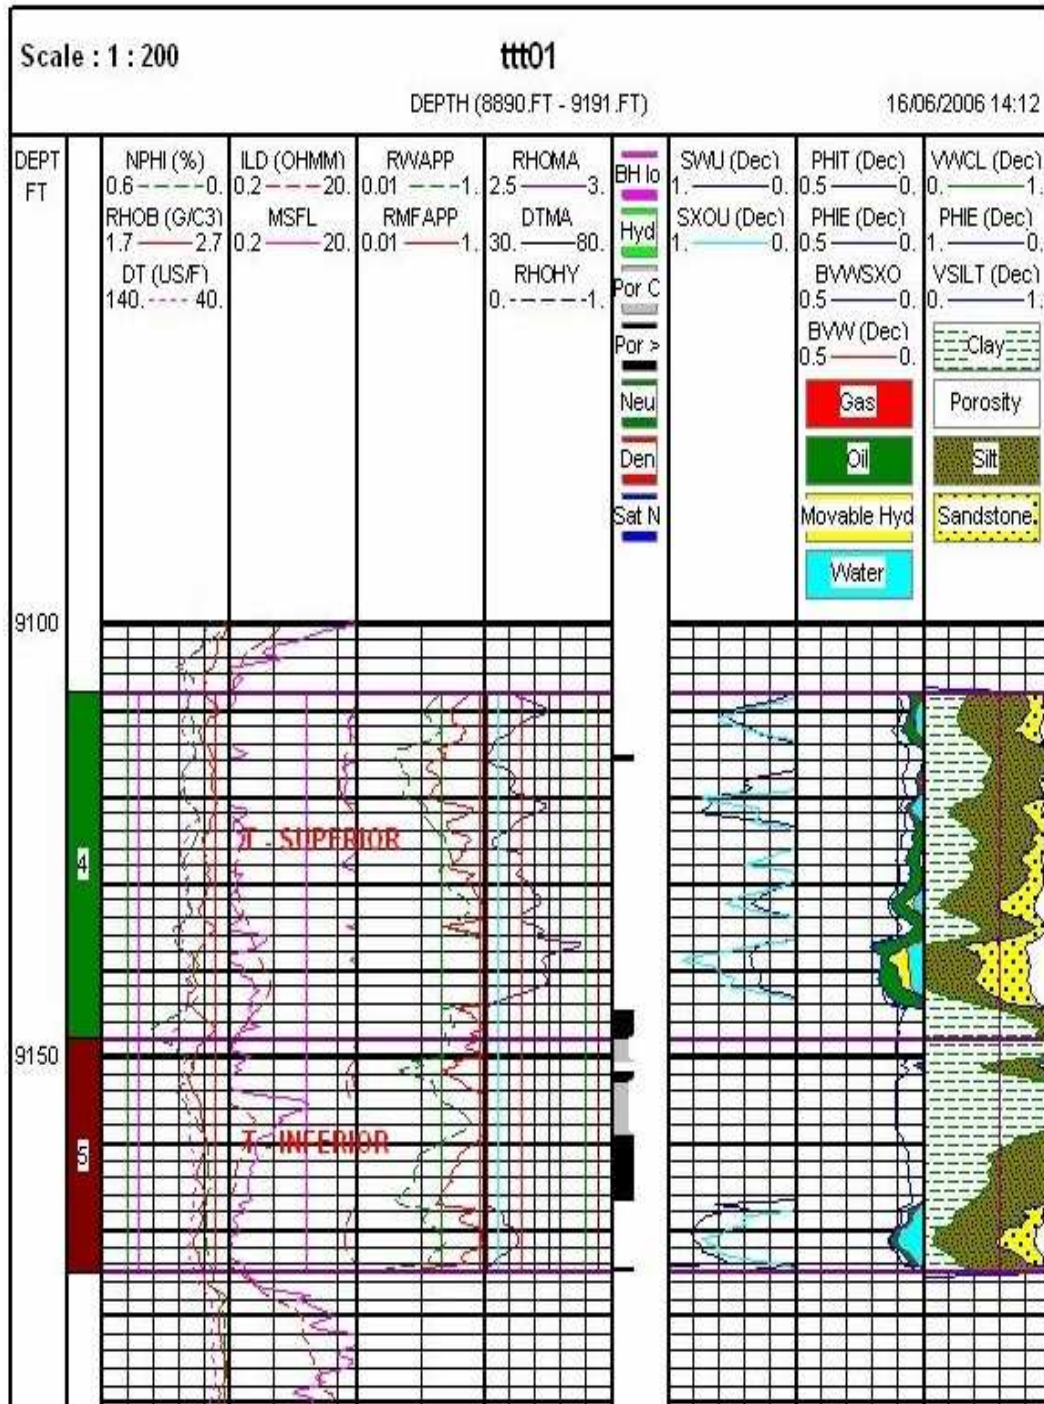 Scale : 1 : 200
ttt01
DEPTH (8890.FT - 9191.FT)
16/06/2006 14:12
DEPT
FT
NPHI (%)
0.6 0.
RHOB (G/C3)
1.7 2.7
DT (US/F)
140. 40.
ILD (OHMM)
0.2 20.
MSFL
0.2 20.
RWAPP
0.01 1.
RMFAPP
0.01 1.
RHOMA
2.5 3.
DTMA
30. 80.
RHOHY
0. 1.
BH lo
Hyd
Por C
Por >
Neu
Den
Sat N
SWU (Dec)
1. 0.
SXOU (Dec)
1. 0.
PHIT (Dec)
0.5 0.
PHIE (Dec)
0.5 0.
BVWSXO
0.5 0.
BVW (Dec)
0.5 0.
Gas
Oil
Movable Hyd
Water
VWCL (Dec)
0. 1.
PHIE (Dec)
1. 0.
VSILT (Dec)
0. 1.
Clay
Porosity
Silt
Sandstone
9100
4
T - SUPERIOR
9150
5
T - INFERIOR